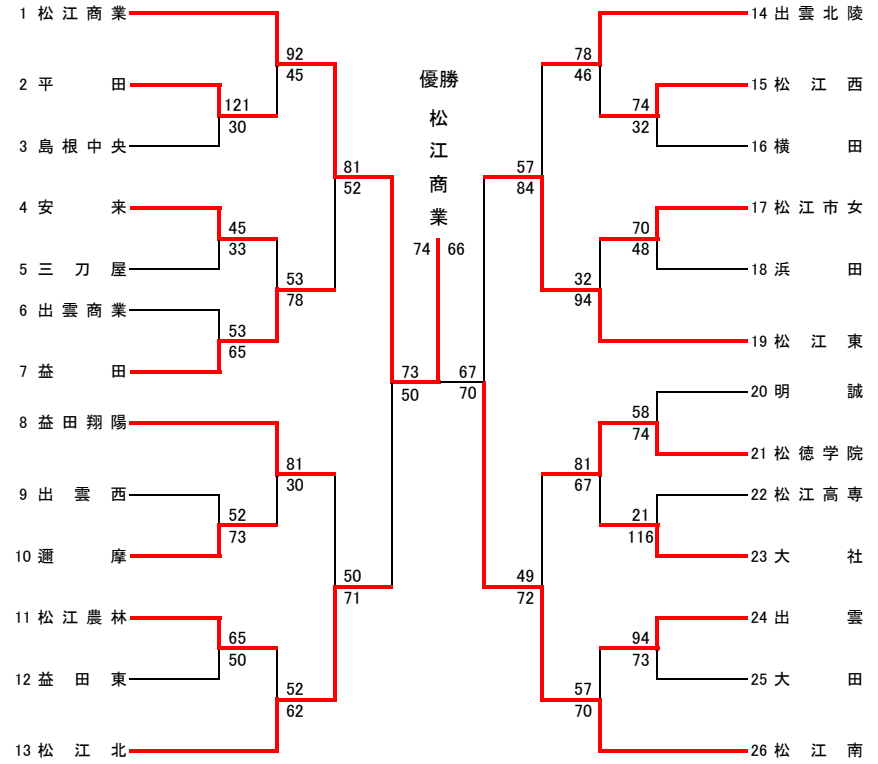 1 松江商業
2 平田
3 島根中央
4 安来
5 三刀屋
6 出雲商業
7 益田
8 益田翔陽
9 出雲西
10 邇摩
11 松江農林
12 益田東
13 松江北
92
45
121
30
45
33
53
78
53
65
81
52
81
30
52
73
50
71
65
50
52
62
73
50
優勝
松江商業
74 66
67
70
57
84
49
72
78
46
74
32
70
48
32
94
58
74
81
67
21
116
94
73
57
70
14 出雲北陵
15 松江西
16 横田
17 松江市女
18 浜田
19 松江東
20 明誠
21 松徳学院
22 松江高専
23 大社
24 出雲
25 大田
26 松江南